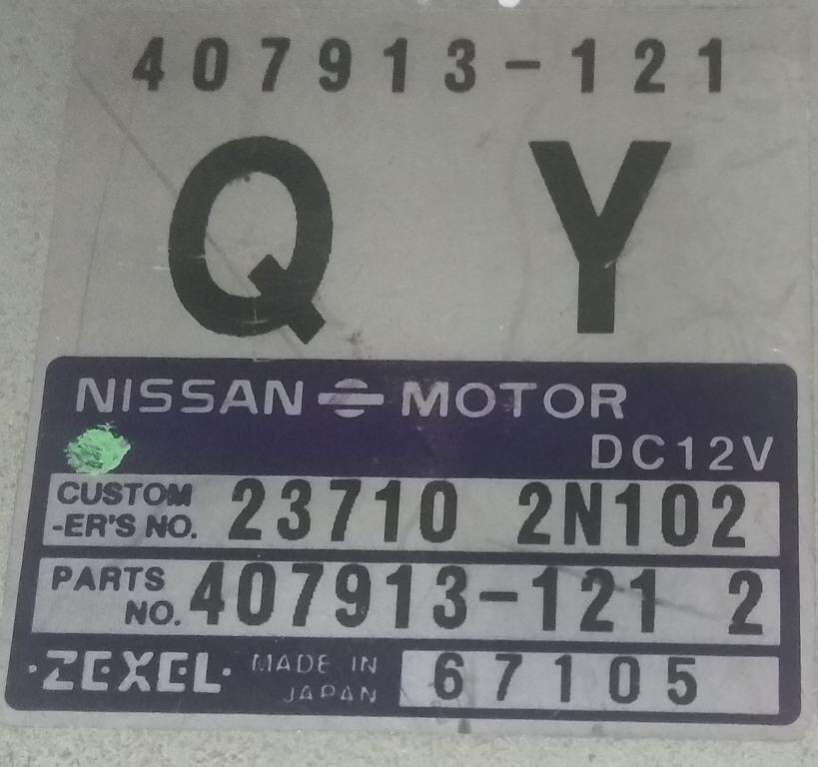 407913-121
Q Y
NISSAN MOTOR
DC12V
CUSTOM
-ER'S NO. 23710 2N102
PARTS
NO. 407913-121 2
·ZEXEL· MADE IN
JAPAN 67105